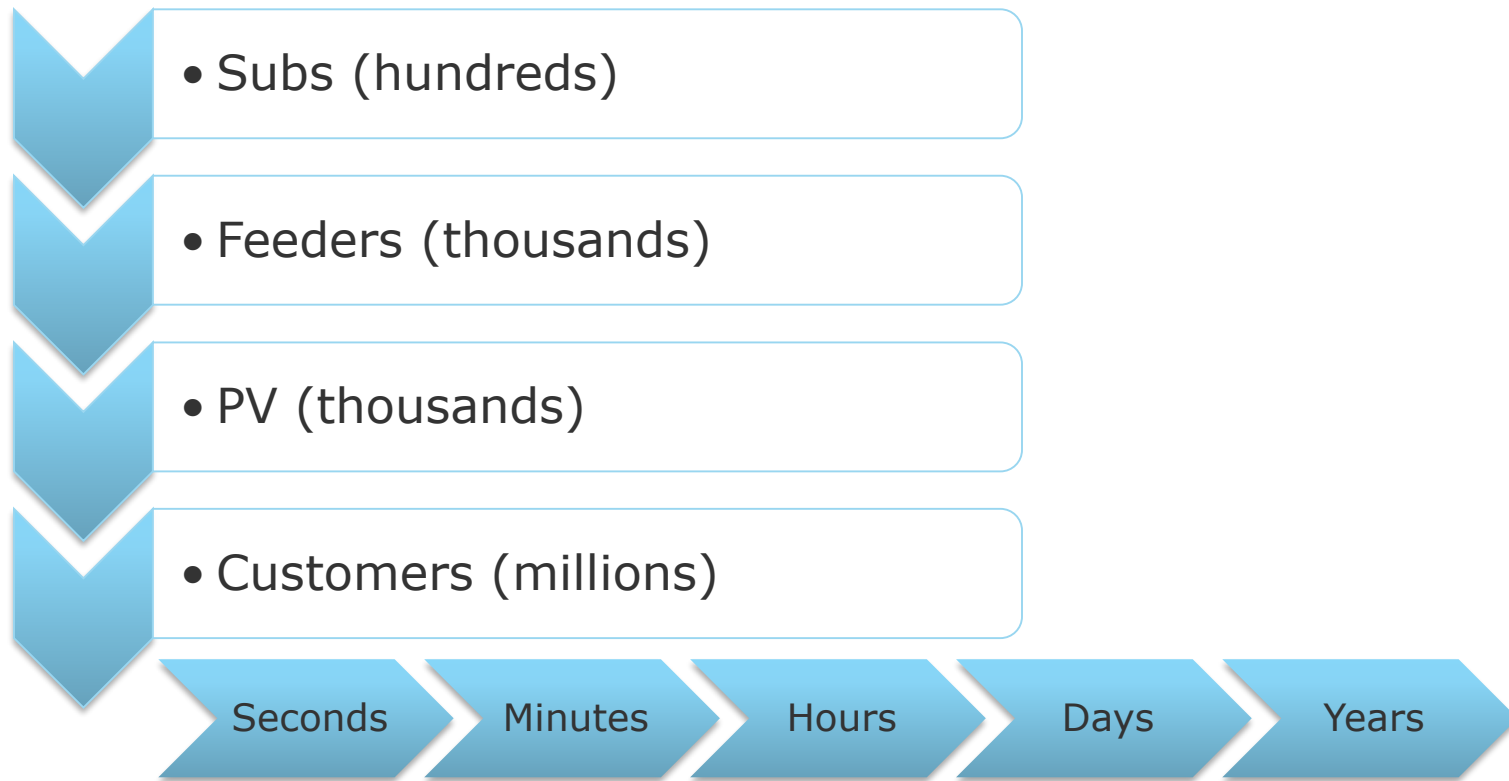 • Subs (hundreds)
• Feeders (thousands)
• PV (thousands)
• Customers (millions)
Seconds
Minutes
Hours
Days
Years